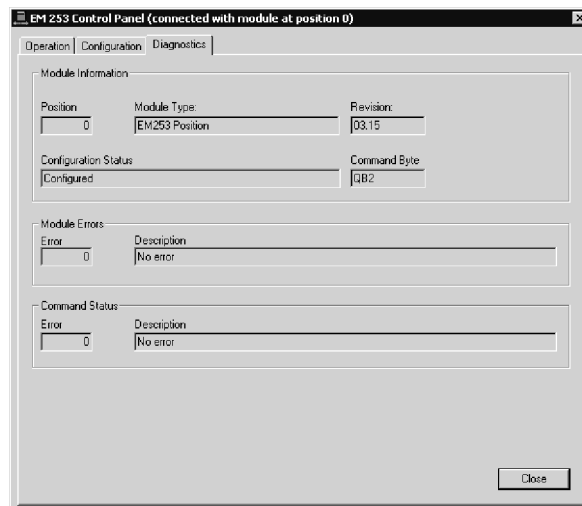 EM 253 Control Panel (connected with module at position 0)
Operation Configuration Diagnostics
Module Information
Position Module Type: Revision:
0 EM253 Position 03.15
Configuration Status Command Byte
Configured QB2
Module Errors
Error Description
0 No error
Command Status
Error Description
0 No error
Close